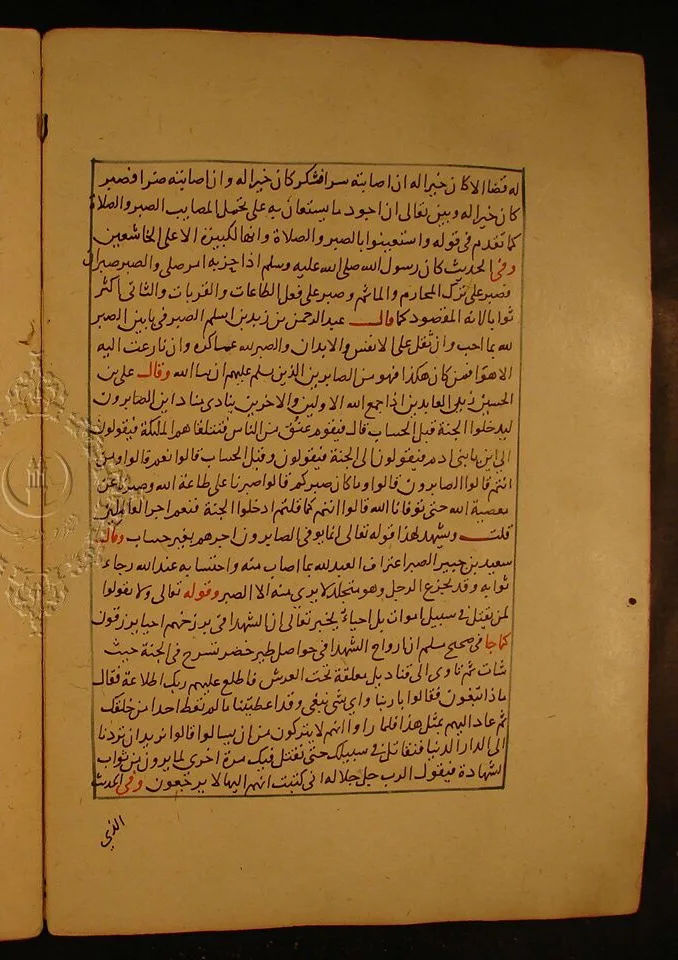 له قضا الا كان خيرا له ان اصابته سرا فشكر كان خيرا له وان اصابته ضرا فصبر
كان خيرا له وبين تعالى ان اجود ما يستعان به على تحمل المصايب الصبر والصلاة
كما تقدم في قوله واستعينوا بالصبر والصلاة وانها لكبيرة الا على الخاشعين
وفي الحديث كان رسول الله صلى الله عليه وسلم اذا حزبه امر صلى والصبر صبران
فصبر على ترك المحارم والماثم وصبر على فعل الطاعات والقربات والثاني اكثر
ثوابا لانه المقصود كما قال عبد الرحمن بن زيد بن اسلم الصبر في بابين الصبر
لله بما احب وان ثقل على الانفس والابدان والصبر لله عما كره وان نازعت اليه
الاهوا فمن كان هكذا فهو من الصابرين الذين يسلم عليهم ان شا الله وقال علي بن
الحسين زين العابدين اذا جمع الله الاولين والاخرين ينادي مناد اين الصابرون
ليدخلوا الجنة قبل الحساب قال فيقوم عنق من الناس فتتلقاهم الملئكة فيقولون
الى اين يا بني ادم فيقولون الى الجنة فيقولون وقبل الحساب قالوا نعم قالوا ومن
انتم قالوا الصابرون قالوا وما كان صبركم قالوا صبرنا على طاعة الله وصبرنا عن
معصية الله حتى توفانا الله قالوا انتم كما قلتم ادخلوا الجنة فنعم اجر العاملين
قلت ويشهد لهذا قوله تعالى انما يوفى الصابرون اجرهم بغير حساب وقال
سعيد بن جبير الصبر اعتراف العبد لله بما اصاب منه واحتسابه عند الله رجاء
ثوابه وقد يجزع الرجل وهو متجلد لا يرى منه الا الصبر وقوله تعالى ولا تقولوا
لمن يقتل في سبيل الله اموات بل احياء يخبر تعالى ان الشهدا في برزخهم احيا يرزقون
كما جا في صحيح مسلم ان ارواح الشهدا في حواصل طير خضر تسرح في الجنة حيث
شات ثم تاوي الى قناديل معلقة تحت العرش فاطلع عليهم ربك اطلاعة فقال
ماذا تبغون فقالوا يا ربنا واي شي نبغي وقد اعطيتنا ما لم تعط احدا من خلقك
ثم عاد اليهم بمثل هذا فلما راوا انهم لا يتركون من ان يسالوا قالوا نريد ان تردنا
الى الدار الدنيا فنقاتل في سبيلك حتى نقتل فيك مرة اخرى لما يرون من ثواب
الشهادة فيقول الرب جل جلاله اني كتبت انهم اليها لا يرجعون وفي الحديث
الذي